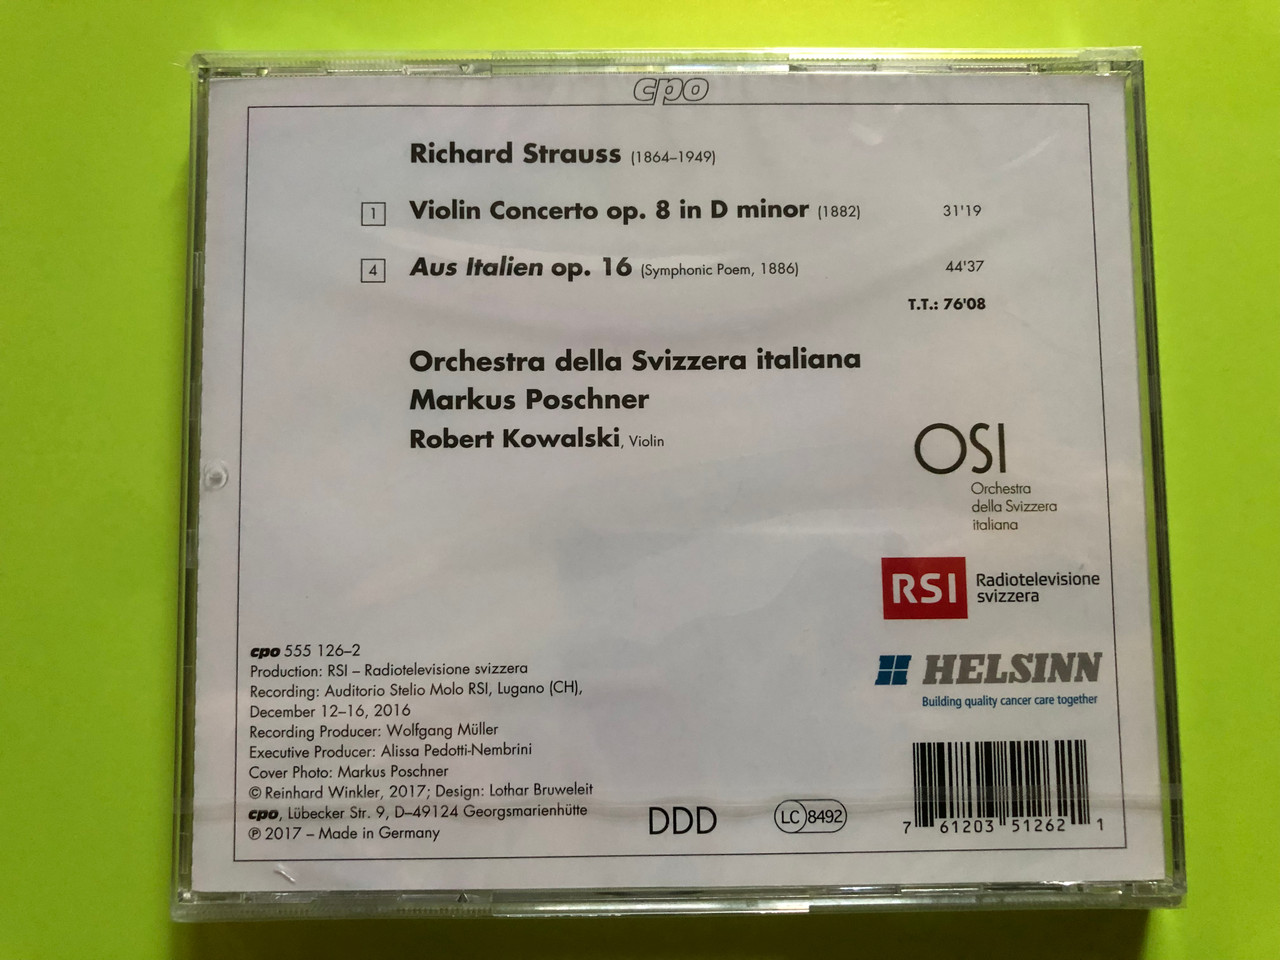 cpo
Richard Strauss (1864–1949)
1 Violin Concerto op. 8 in D minor (1882) 31'19
4 Aus Italien op. 16 (Symphonic Poem, 1886) 44'37
T.T.: 76'08
Orchestra della Svizzera italiana
Markus Poschner
Robert Kowalski, Violin
OSI
Orchestra
della Svizzera
italiana
RSI Radiotelevisione
svizzera
HELSINN
Building quality cancer care together
cpo 555 126–2
Production: RSI – Radiotelevisione svizzera
Recording: Auditorio Stelio Molo RSI, Lugano (CH),
December 12–16, 2016
Recording Producer: Wolfgang Müller
Executive Producer: Alissa Pedotti-Nembrini
Cover Photo: Markus Poschner
© Reinhard Winkler, 2017; Design: Lothar Bruweleit
cpo, Lübecker Str. 9, D–49124 Georgsmarienhütte
℗ 2017 – Made in Germany
DDD
LC 8492
7 61203 51262 1